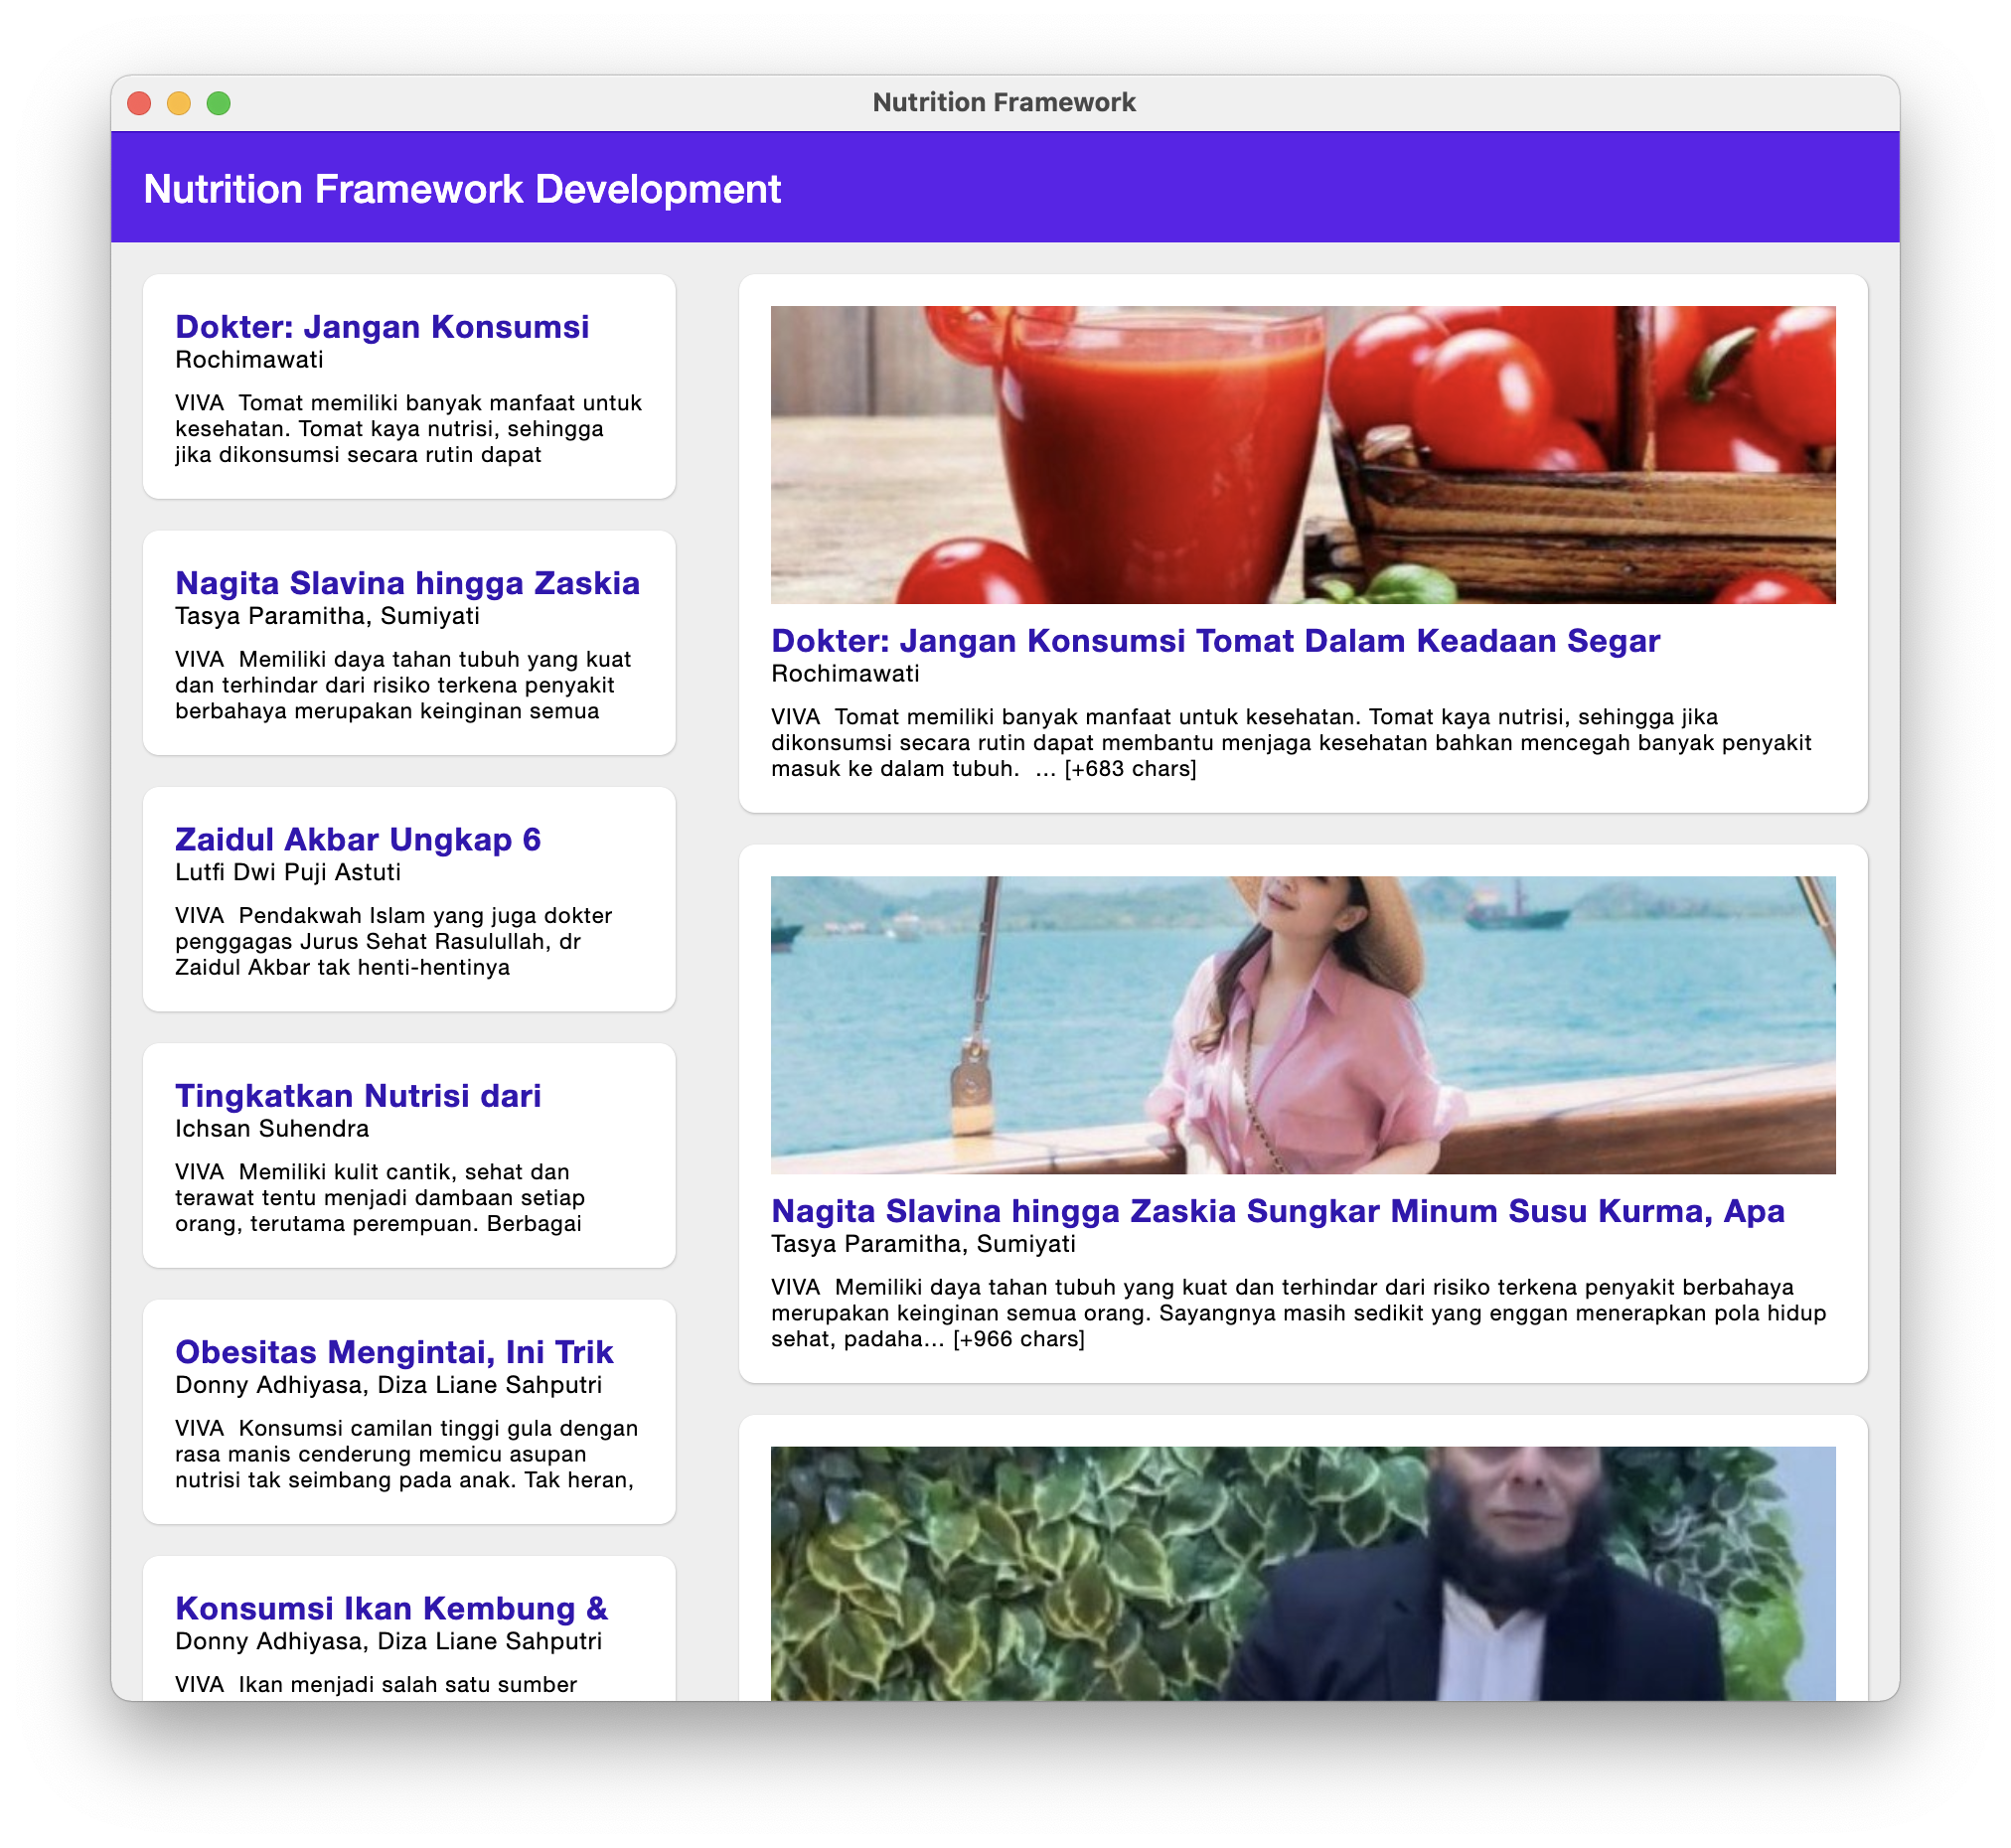 Nutrition Framework
Nutrition Framework Development
Dokter: Jangan Konsumsi
Rochimawati
VIVA  Tomat memiliki banyak manfaat untuk
kesehatan. Tomat kaya nutrisi, sehingga
jika dikonsumsi secara rutin dapat
Nagita Slavina hingga Zaskia
Tasya Paramitha, Sumiyati
VIVA  Memiliki daya tahan tubuh yang kuat
dan terhindar dari risiko terkena penyakit
berbahaya merupakan keinginan semua
Zaidul Akbar Ungkap 6
Lutfi Dwi Puji Astuti
VIVA  Pendakwah Islam yang juga dokter
penggagas Jurus Sehat Rasulullah, dr
Zaidul Akbar tak henti-hentinya
Tingkatkan Nutrisi dari
Ichsan Suhendra
VIVA  Memiliki kulit cantik, sehat dan
terawat tentu menjadi dambaan setiap
orang, terutama perempuan. Berbagai
Obesitas Mengintai, Ini Trik
Donny Adhiyasa, Diza Liane Sahputri
VIVA  Konsumsi camilan tinggi gula dengan
rasa manis cenderung memicu asupan
nutrisi tak seimbang pada anak. Tak heran,
Konsumsi Ikan Kembung &
Donny Adhiyasa, Diza Liane Sahputri
VIVA  Ikan menjadi salah satu sumber
Dokter: Jangan Konsumsi Tomat Dalam Keadaan Segar
Rochimawati
VIVA  Tomat memiliki banyak manfaat untuk kesehatan. Tomat kaya nutrisi, sehingga jika
dikonsumsi secara rutin dapat membantu menjaga kesehatan bahkan mencegah banyak penyakit
masuk ke dalam tubuh.  … [+683 chars]
Nagita Slavina hingga Zaskia Sungkar Minum Susu Kurma, Apa
Tasya Paramitha, Sumiyati
VIVA  Memiliki daya tahan tubuh yang kuat dan terhindar dari risiko terkena penyakit berbahaya
merupakan keinginan semua orang. Sayangnya masih sedikit yang enggan menerapkan pola hidup
sehat, padaha… [+966 chars]